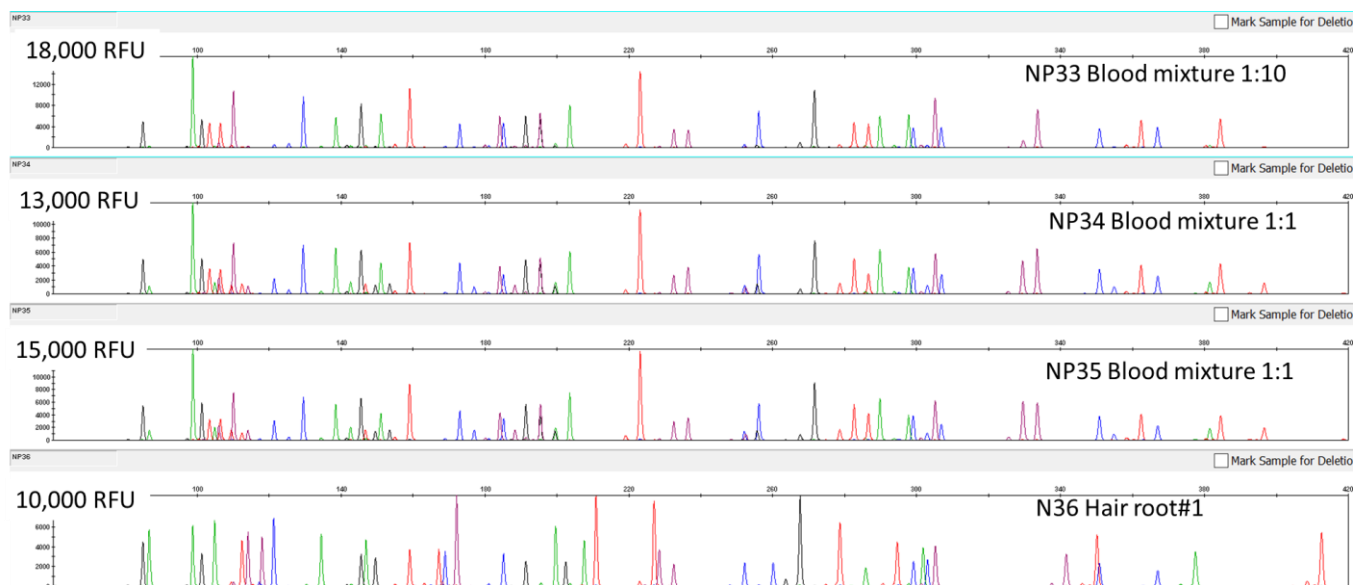 NP33
Mark Sample for Deletio
18,000 RFU
100 140 180 220 260 300 340 380 420
NP33 Blood mixture 1:10
12000
8000
4000
0
NP34
Mark Sample for Deletio
13,000 RFU
100 140 180 220 260 300 340 380 420
NP34 Blood mixture 1:1
10000
8000
6000
4000
2000
0
NP35
Mark Sample for Deletio
15,000 RFU
100 140 180 220 260 300 340 380 420
NP35 Blood mixture 1:1
10000
8000
6000
4000
2000
0
NP36
Mark Sample for Deletio
10,000 RFU
100 140 180 220 260 300 340 380 420
N36 Hair root#1
6000
4000
2000
0